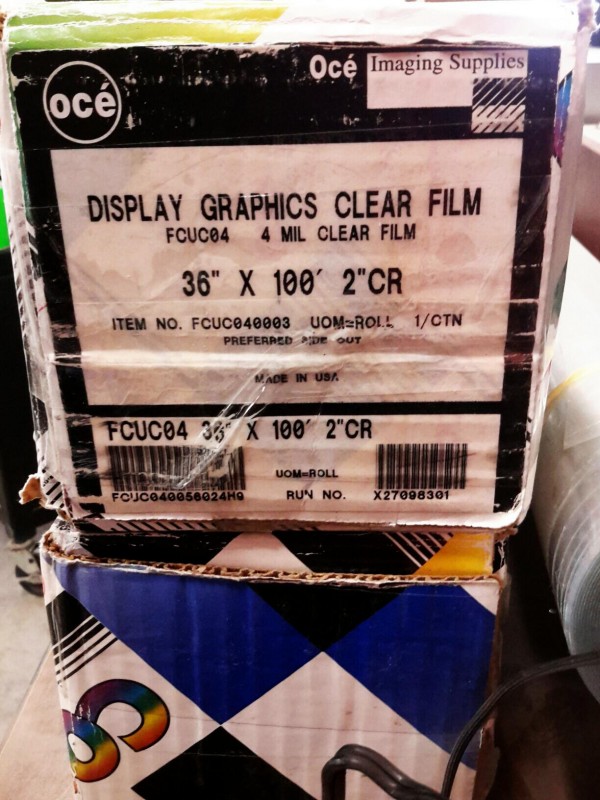 océ
Océ Imaging Supplies
DISPLAY GRAPHICS CLEAR FILM
FCUC04 4 MIL CLEAR FILM
36" X 100' 2"CR
ITEM NO. FCUC040003 UOM=ROLL 1/CTN
PREFERRED SIDE OUT
MADE IN USA
FCUC04 36" X 100' 2"CR
UOM=ROLL
FCUC040056024H9 RUN NO. X27098301